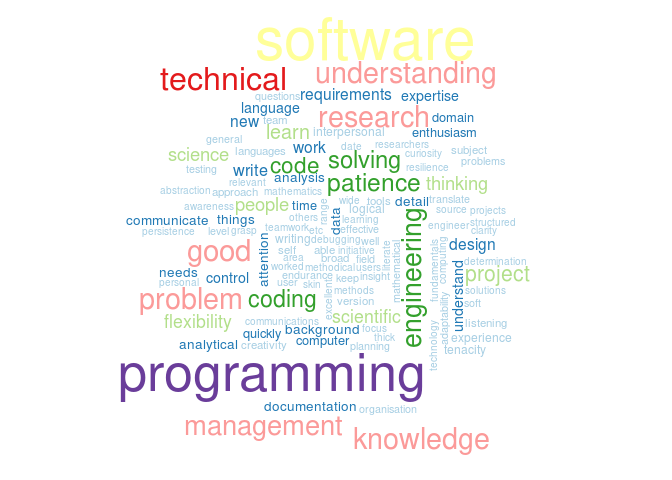 software
understanding
technical
questions
requirements
expertise
language
research
domain
new
team
learn
interpersonal
enthusiasm
general
work
date
researchers
science
languages
code
solving
curiosity
subject
problems
testing
write
analysis
resilience
relevant
patience
thinking
abstraction
approach
mathematics
people
time
range
wide
tools
detail
translate
awareness
logical
source
projects
communicate
things
others
data
learning
engineering
engineer
structured
persistence
level
grasp
teamwork
etc
effective
clarity
attention
writing
debugging
well
literate
mathematical
fundamentals
computing
understand
design
good
self
able
initiative
area
broad
field
determination
needs
control
worked
methodical
users
project
personal
endurance
keep
insight
user
skin
excellent
methods
solutions
problem
coding
version
adaptability
soft
flexibility
communications
scientific
listening
background
focus
technology
quickly
thick
experience
analytical
creativity
computer
planning
tenacity
programming
documentation
organisation
management
knowledge